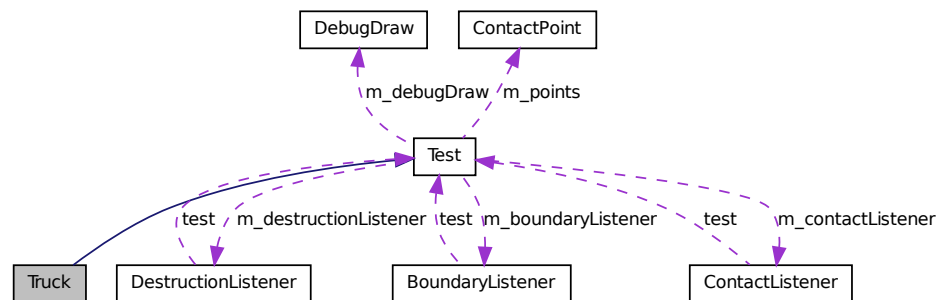 DebugDraw
ContactPoint
m_debugDraw
m_points
Test
test
m_destructionListener
test
m_boundaryListener
test
m_contactListener
Truck
DestructionListener
BoundaryListener
ContactListener